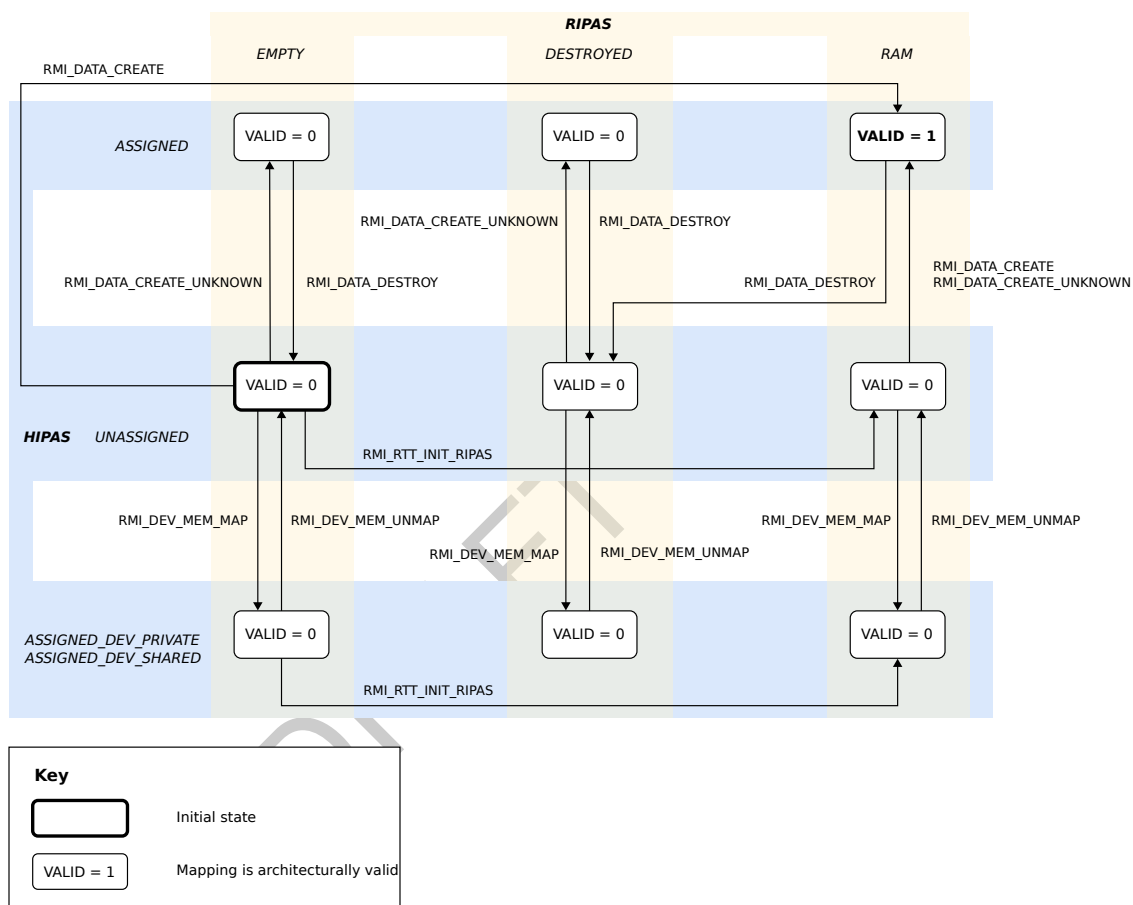 RIPAS
EMPTY
DESTROYED
RAM
RMI_DATA_CREATE
ASSIGNED
VALID = 0
VALID = 0
VALID = 1
RMI_DATA_CREATE_UNKNOWN
RMI_DATA_DESTROY
RMI_DATA_CREATE_UNKNOWN
RMI_DATA_DESTROY
RMI_DATA_DESTROY
RMI_DATA_CREATE
RMI_DATA_CREATE_UNKNOWN
VALID = 0
VALID = 0
VALID = 0
HIPAS
UNASSIGNED
RMI_RTT_INIT_RIPAS
RMI_DEV_MEM_MAP
RMI_DEV_MEM_UNMAP
RMI_DEV_MEM_MAP
RMI_DEV_MEM_UNMAP
RMI_DEV_MEM_MAP
RMI_DEV_MEM_UNMAP
ASSIGNED_DEV_PRIVATE
ASSIGNED_DEV_SHARED
VALID = 0
VALID = 0
VALID = 0
RMI_RTT_INIT_RIPAS
Key
Initial state
VALID = 1
Mapping is architecturally valid